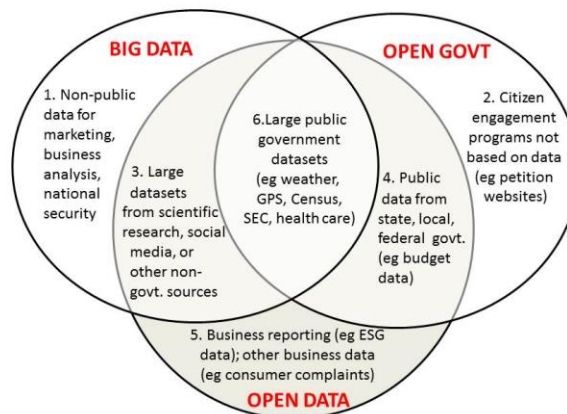 BIG DATA
OPEN GOVT
1. Non-public
data for
marketing,
business
analysis,
national
security
2. Citizen
engagement
programs not
based on data
(eg petition
websites)
6.Large public
government
datasets
(eg weather,
GPS, Census,
SEC, health care)
3. Large
datasets
from scientific
research, social
media, or
other non-
govt. sources
4. Public
data from
state, local,
federal govt.
(eg budget
data)
5. Business reporting (eg ESG
data); other business data
(eg consumer complaints)
OPEN DATA